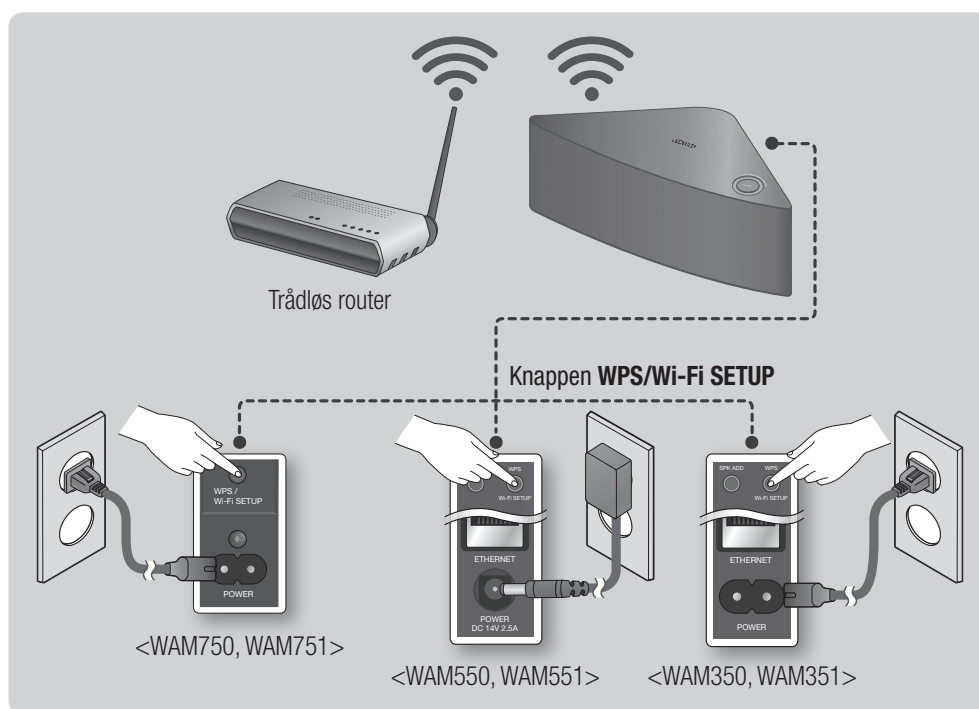 Trådløs router
Knappen WPS/Wi-Fi SETUP
WPS /
Wi-Fi SETUP
POWER
<WAM750, WAM751>
WPS
Wi-Fi SETUP
ETHERNET
POWER
DC 14V 2.5A
<WAM550, WAM551>
SPK ADD WPS
Wi-Fi SETUP
ETHERNET
POWER
<WAM350, WAM351>